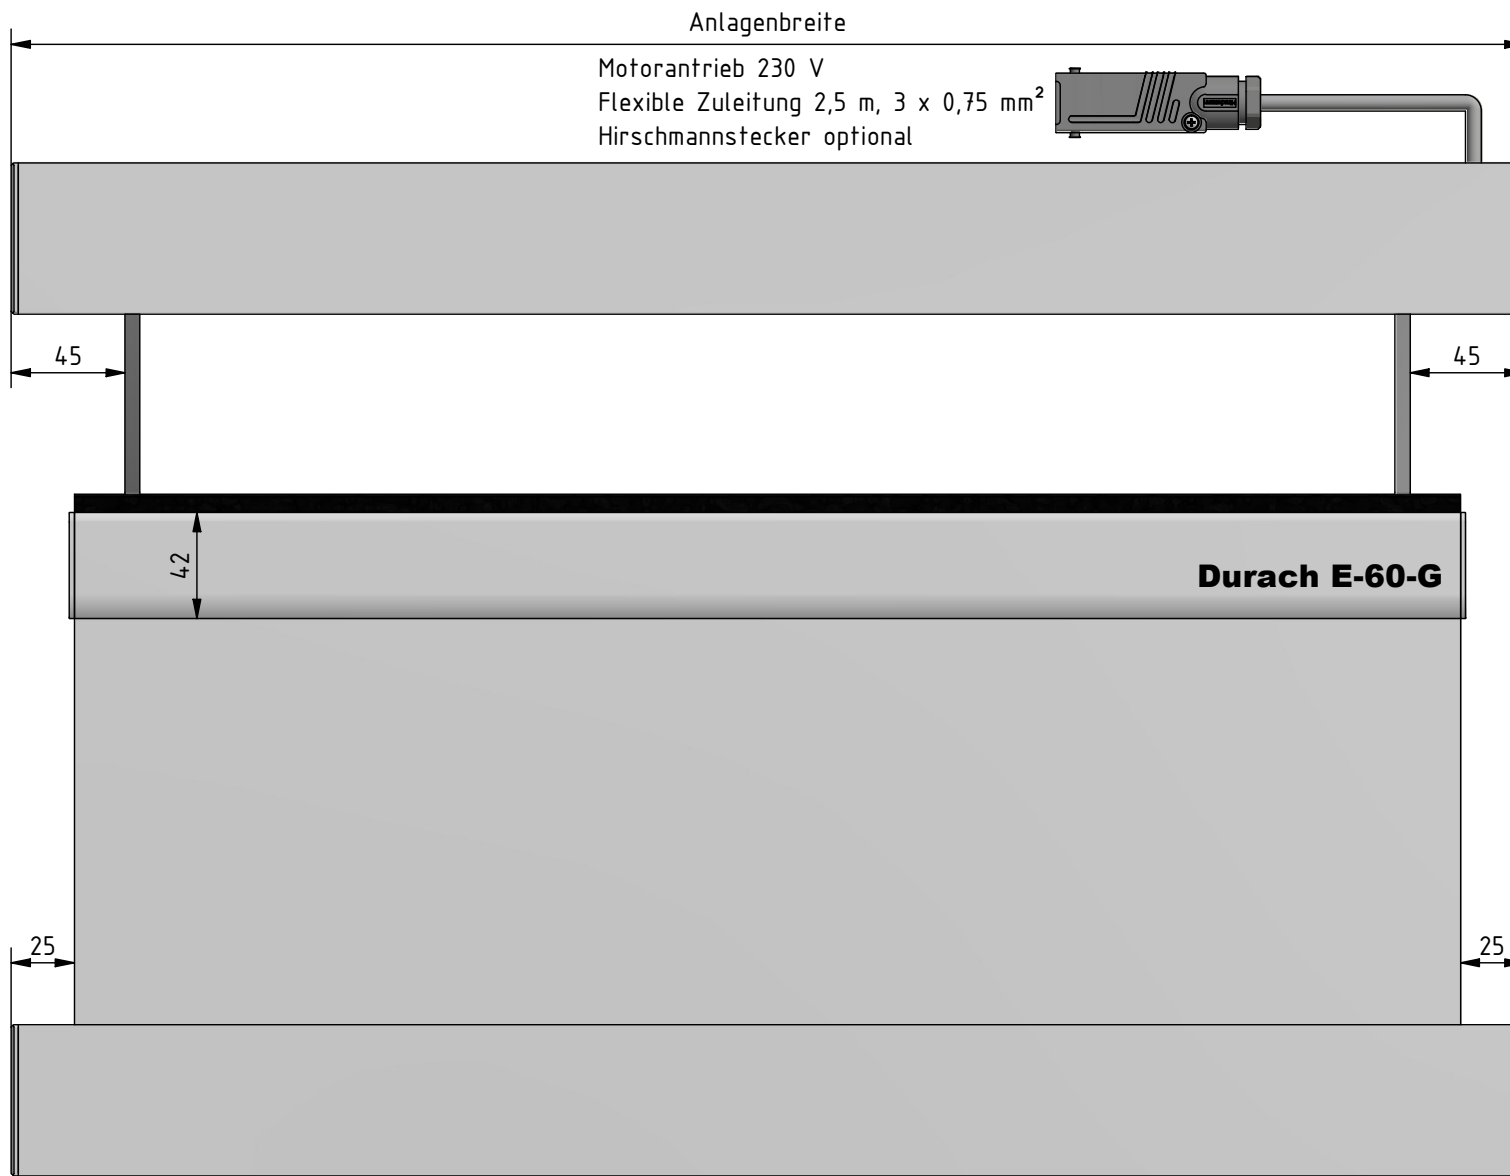 Anlagenbreite
Motorantrieb 230 V
Flexible Zuleitung 2,5 m, 3 x 0,75 mm²
Hirschmannstecker optional
45
45
42
Durach E-60-G
25
25